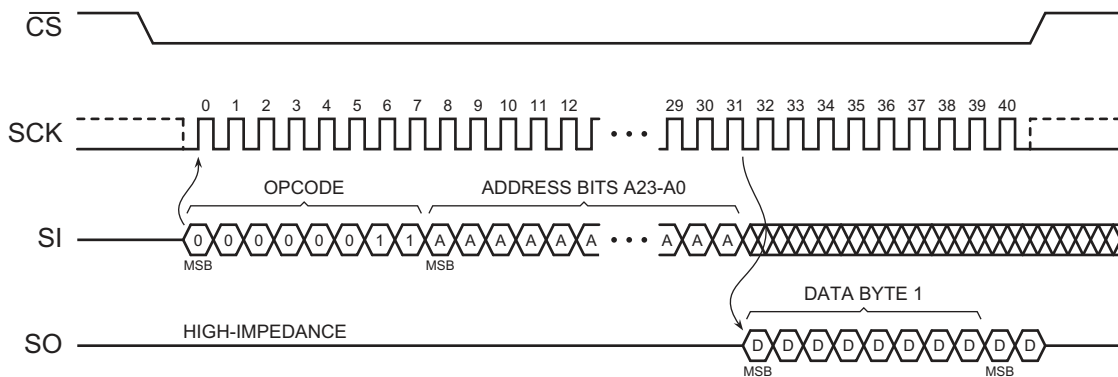 CS
0 1 2 3 4 5 6 7 8 9 10 11 12 29 30 31 32 33 34 35 36 37 38 39 40
SCK
OPCODE ADDRESS BITS A23-A0
SI 0 0 0 0 0 0 1 1 A A A A A A A A A
MSB MSB
DATA BYTE 1
HIGH-IMPEDANCE
SO D D D D D D D D D D
MSB MSB